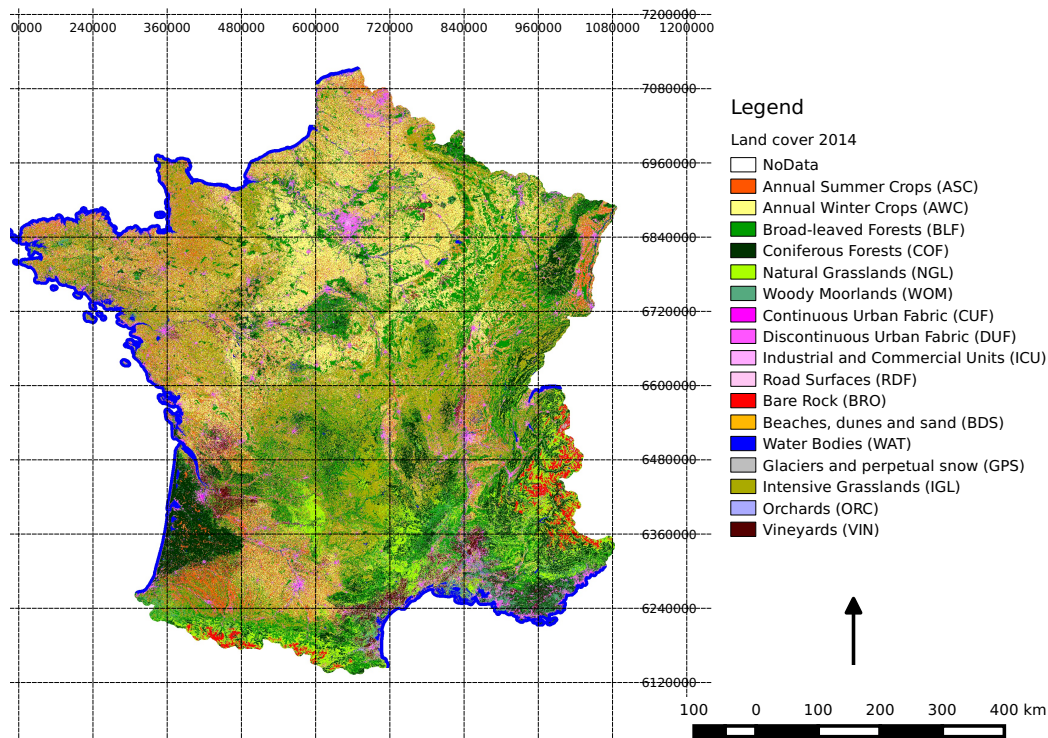 7200000
0000 240000 360000 480000 600000 720000 840000 960000 1080000 1200000
7080000
6960000
6840000
6720000
6600000
6480000
6360000
6240000
6120000
Legend
Land cover 2014
NoData
Annual Summer Crops (ASC)
Annual Winter Crops (AWC)
Broad-leaved Forests (BLF)
Coniferous Forests (COF)
Natural Grasslands (NGL)
Woody Moorlands (WOM)
Continuous Urban Fabric (CUF)
Discontinuous Urban Fabric (DUF)
Industrial and Commercial Units (ICU)
Road Surfaces (RDF)
Bare Rock (BRO)
Beaches, dunes and sand (BDS)
Water Bodies (WAT)
Glaciers and perpetual snow (GPS)
Intensive Grasslands (IGL)
Orchards (ORC)
Vineyards (VIN)
100 0 100 200 300 400 km